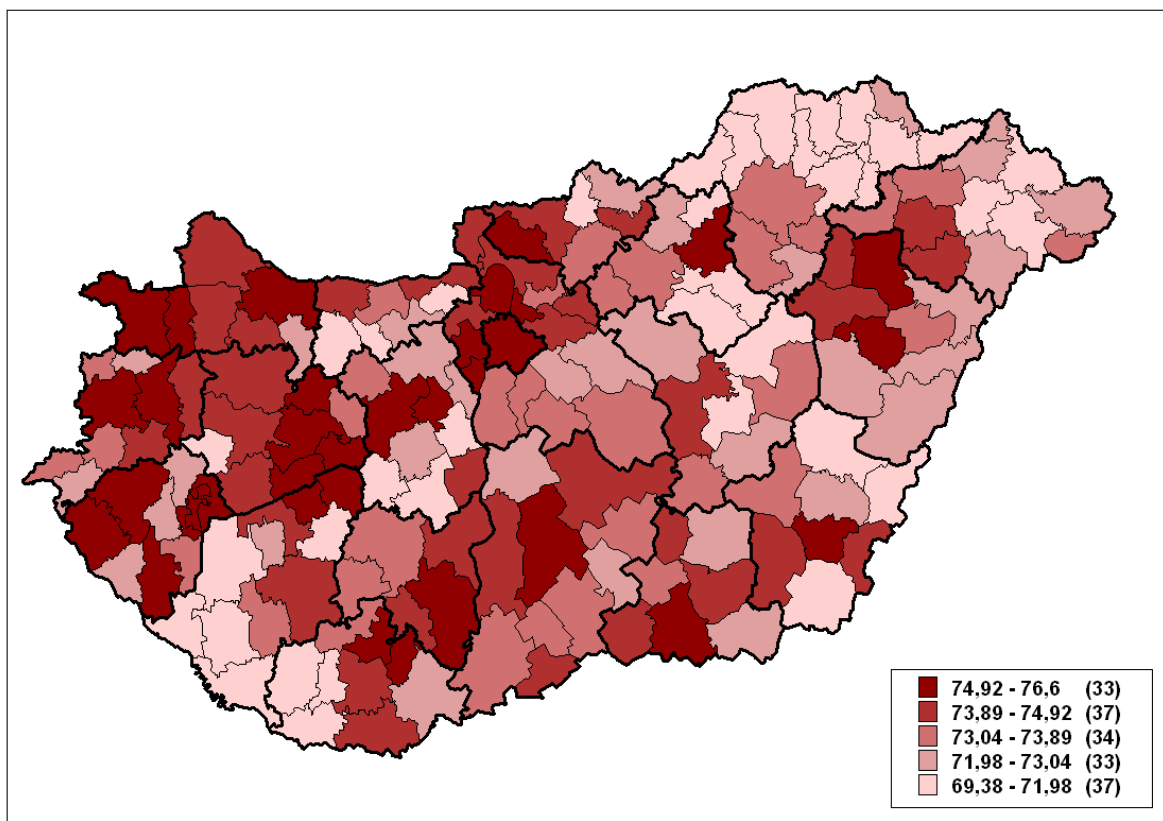 74,92 - 76,6 (33)
73,89 - 74,92 (37)
73,04 - 73,89 (34)
71,98 - 73,04 (33)
69,38 - 71,98 (37)